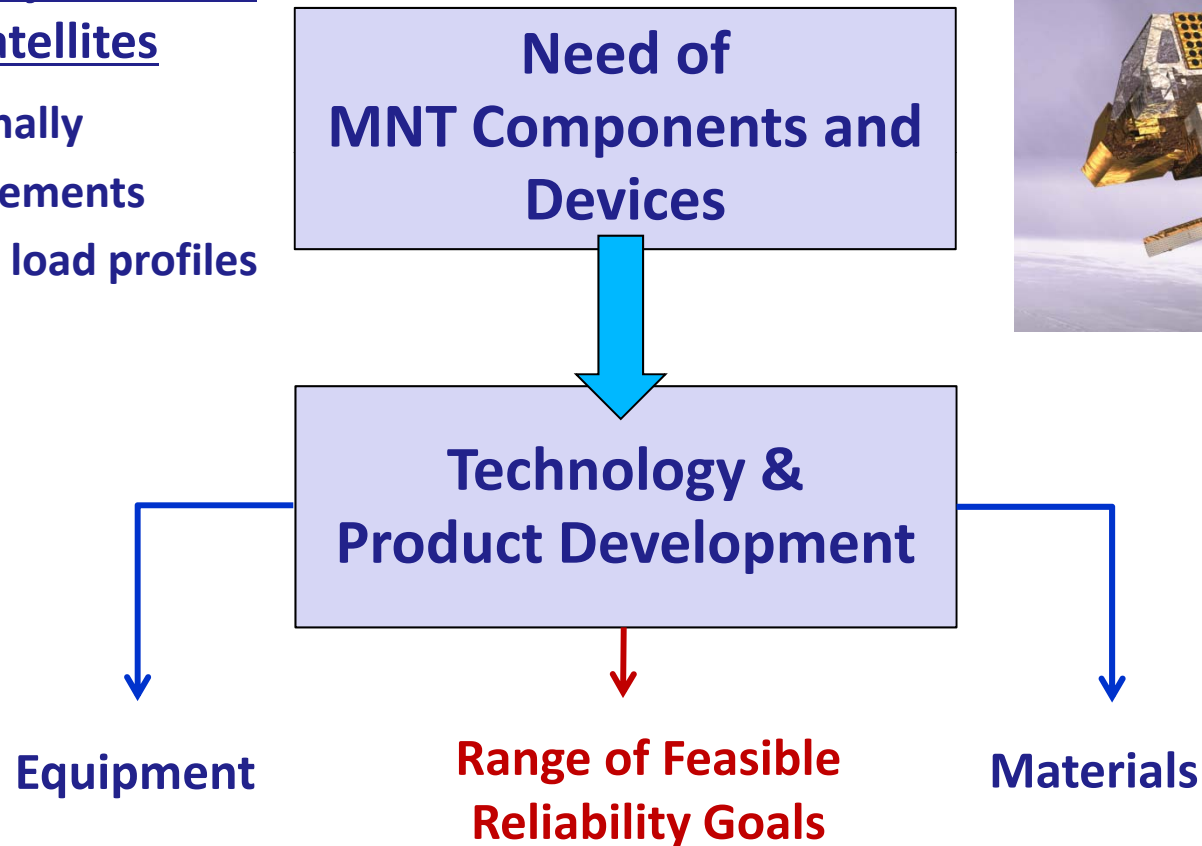 atellites
nally
ements
load profiles
Need of
MNT Components and
Devices
Technology &
Product Development
Equipment
Range of Feasible
Reliability Goals
Materials